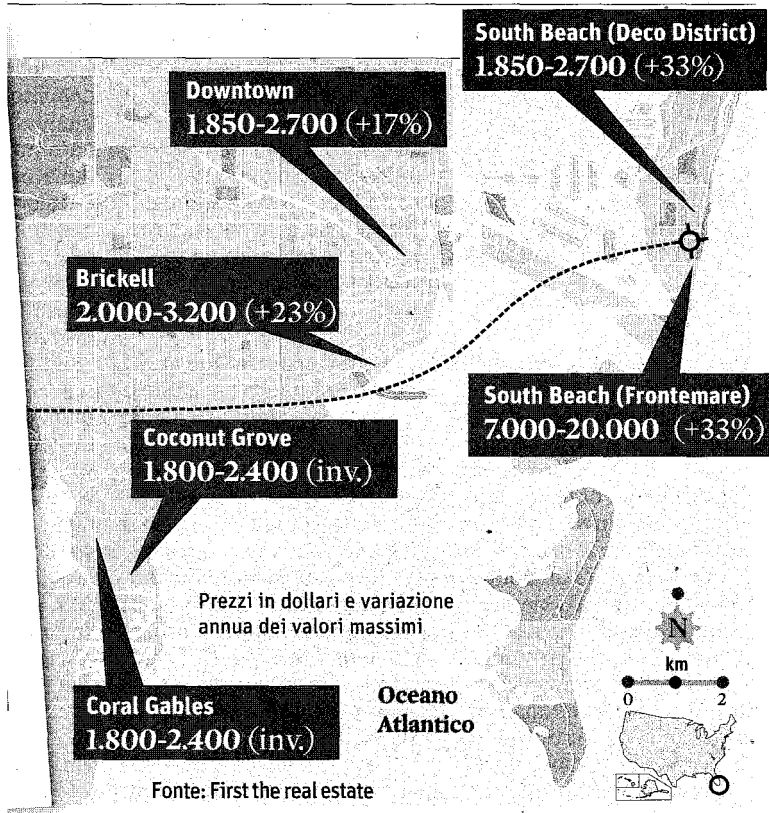 South Beach (Deco District)
1.850-2.700 (+33%)
Downtown
1.850-2.700 (+17%)
Brickell
2.000-3.200 (+23%)
South Beach (Frontemare)
7.000-20.000 (+33%)
Coconut Grove
1.800-2.400 (inv.)
Prezzi in dollari e variazione
annua dei valori massimi
N
km
0 2
Coral Gables
1.800-2.400 (inv.)
Oceano
Atlantico
Fonte: First the real estate